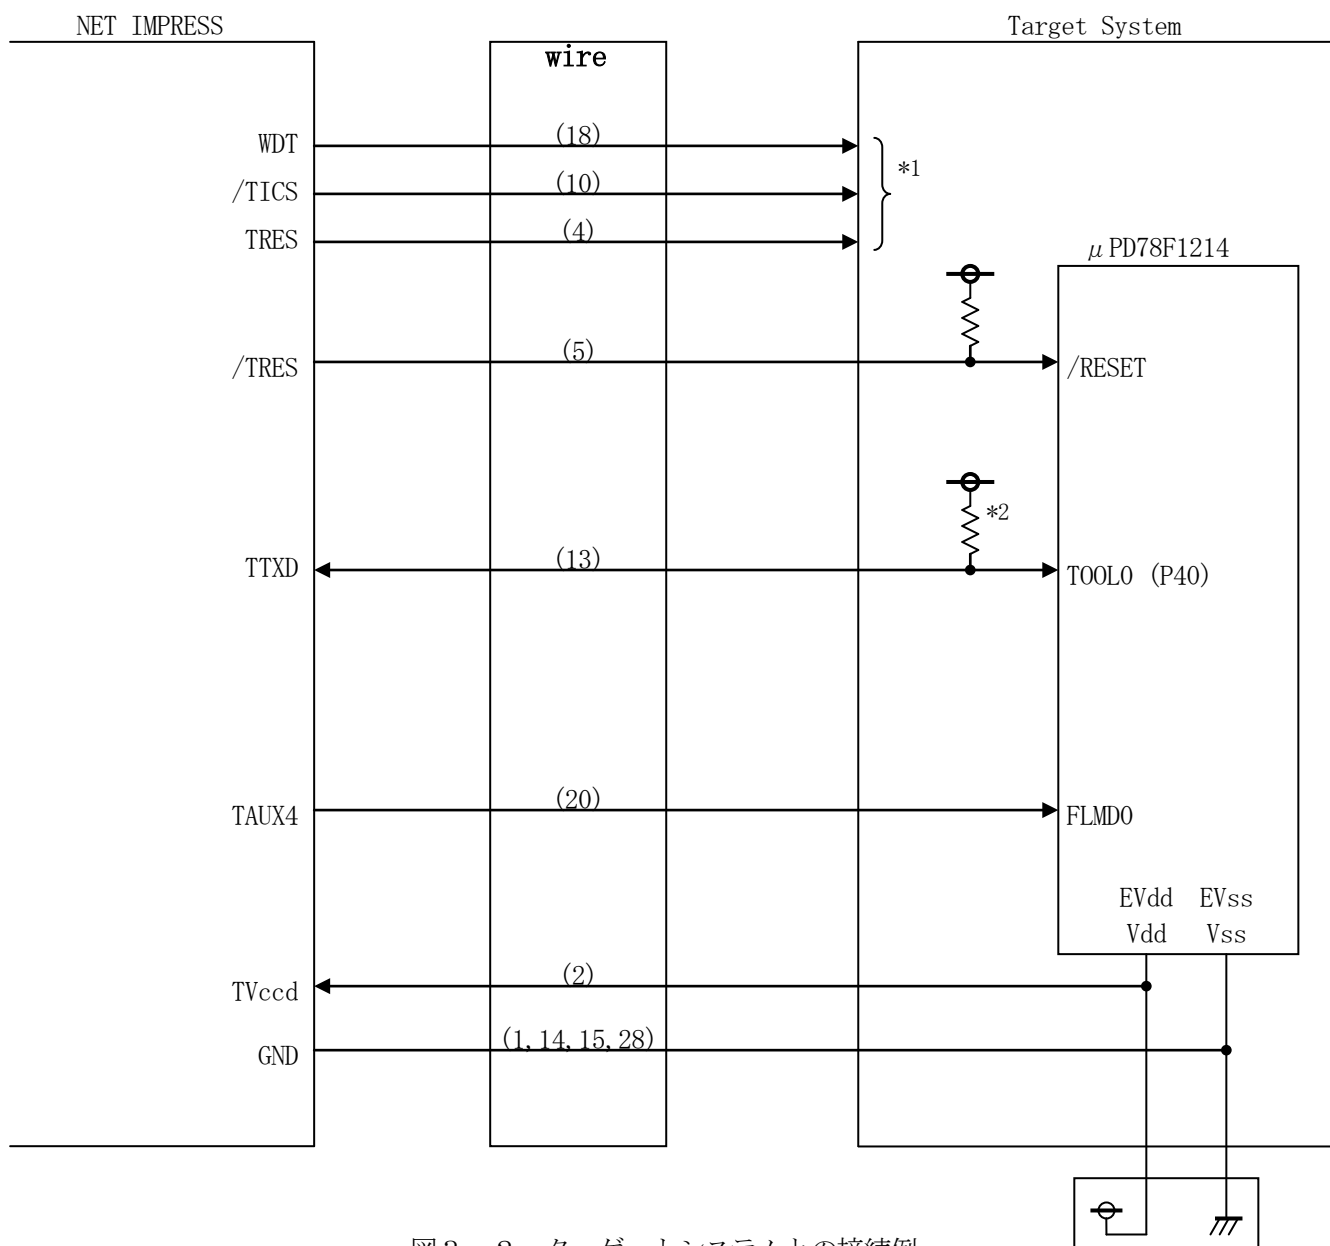 NET IMPRESS
Target System
wire
WDT
(18)
/TICS
(10)
*1
TRES
(4)
μPD78F1214
/TRES
(5)
/RESET
*2
TTXD
(13)
TOOL0 (P40)
TAUX4
(20)
FLMD0
EVdd EVss
Vdd Vss
TVccd
(2)
GND
(1,14,15,28)